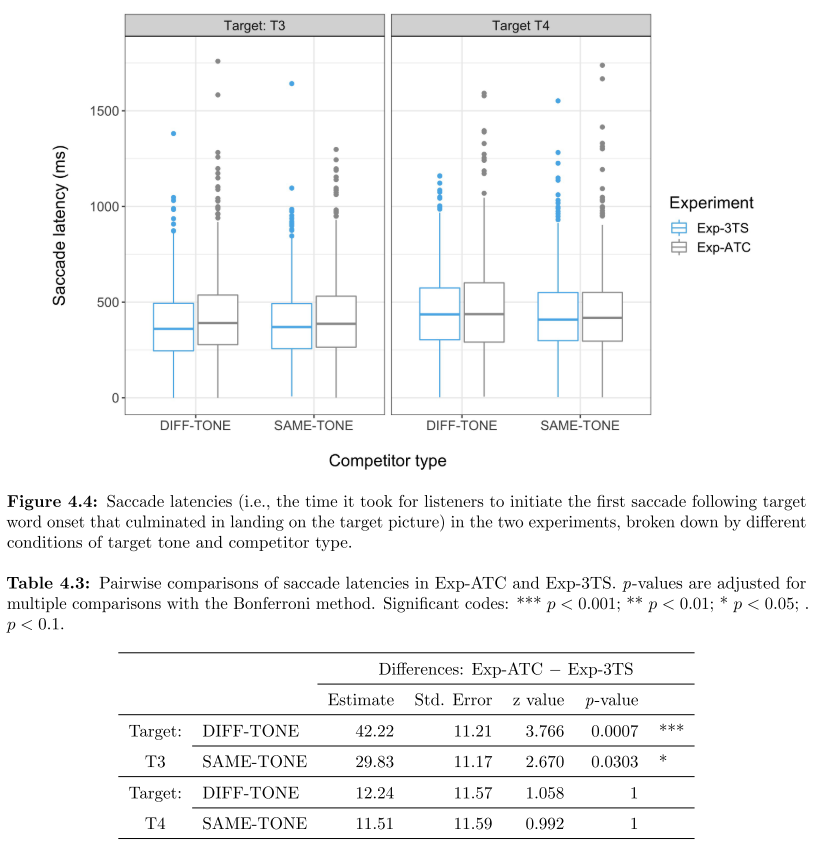 Target: T3
Target T4
1500
1000
500
0
Saccade latency (ms)
DIFF-TONE SAME-TONE
DIFF-TONE SAME-TONE
Competitor type
Experiment
Exp-3TS
Exp-ATC
Figure 4.4: Saccade latencies (i.e., the time it took for listeners to initiate the first saccade following target
word onset that culminated in landing on the target picture) in the two experiments, broken down by different
conditions of target tone and competitor type.
Table 4.3: Pairwise comparisons of saccade latencies in Exp-ATC and Exp-3TS. p-values are adjusted for
multiple comparisons with the Bonferroni method. Significant codes: *** p < 0.001; ** p < 0.01; * p < 0.05; .
p < 0.1.
Differences: Exp-ATC − Exp-3TS
Estimate Std. Error z value p-value
Target: DIFF-TONE 42.22 11.21 3.766 0.0007 ***
T3 SAME-TONE 29.83 11.17 2.670 0.0303 *
Target: DIFF-TONE 12.24 11.57 1.058 1
T4 SAME-TONE 11.51 11.59 0.992 1